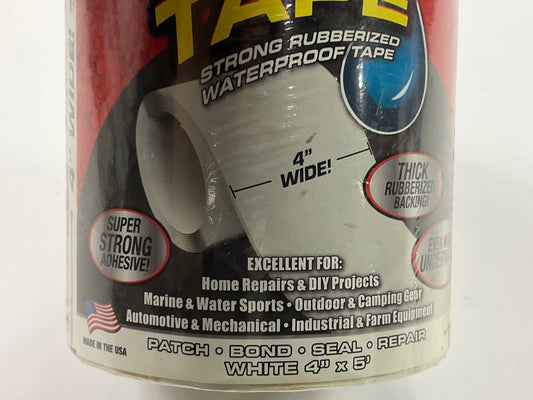 TAPE
STRONG RUBBERIZED
WATERPROOF TAPE
4"
WIDE!
THICK
RUBBERIZED
BACKING!
SUPER
STRONG
ADHESIVE!
EXCELLENT FOR:
Home Repairs & DIY Projects
Marine & Water Sports • Outdoor & Camping Gear
Automotive & Mechanical • Industrial & Farm Equipment
MADE IN THE USA
PATCH • BOND • SEAL • REPAIR
WHITE 4" x 5'